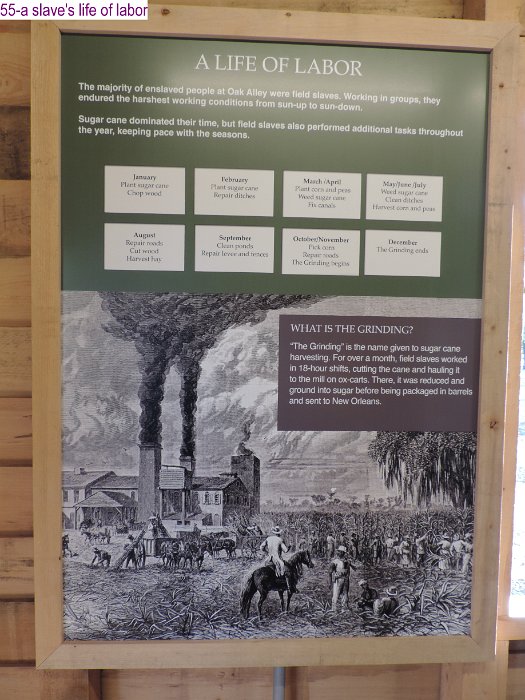 55-a slave's life of labor
A LIFE OF LABOR
The majority of enslaved people at Oak Alley were field slaves. Working in groups, they
endured the harshest working conditions from sun-up to sun-down.
Sugar cane dominated their time, but field slaves also performed additional tasks throughout
the year, keeping pace with the seasons.
January
Plant sugar cane
Chop wood
February
Plant sugar cane
Repair ditches
March /April
Plant corn and peas
Weed sugar cane
Fix canals
May/June /July
Weed sugar cane
Clean ditches
Harvest corn and peas
August
Repair roads
Cut wood
Harvest hay
September
Clean ponds
Repair levee and fences
October/November
Pick corn
Repair roads
The Grinding begins
December
The Grinding ends
WHAT IS THE GRINDING?
"The Grinding" is the name given to sugar cane
harvesting. For over a month, field slaves worked
in 18-hour shifts, cutting the cane and hauling it
to the mill on ox-carts. There, it was reduced and
ground into sugar before being packaged in barrels
and sent to New Orleans.